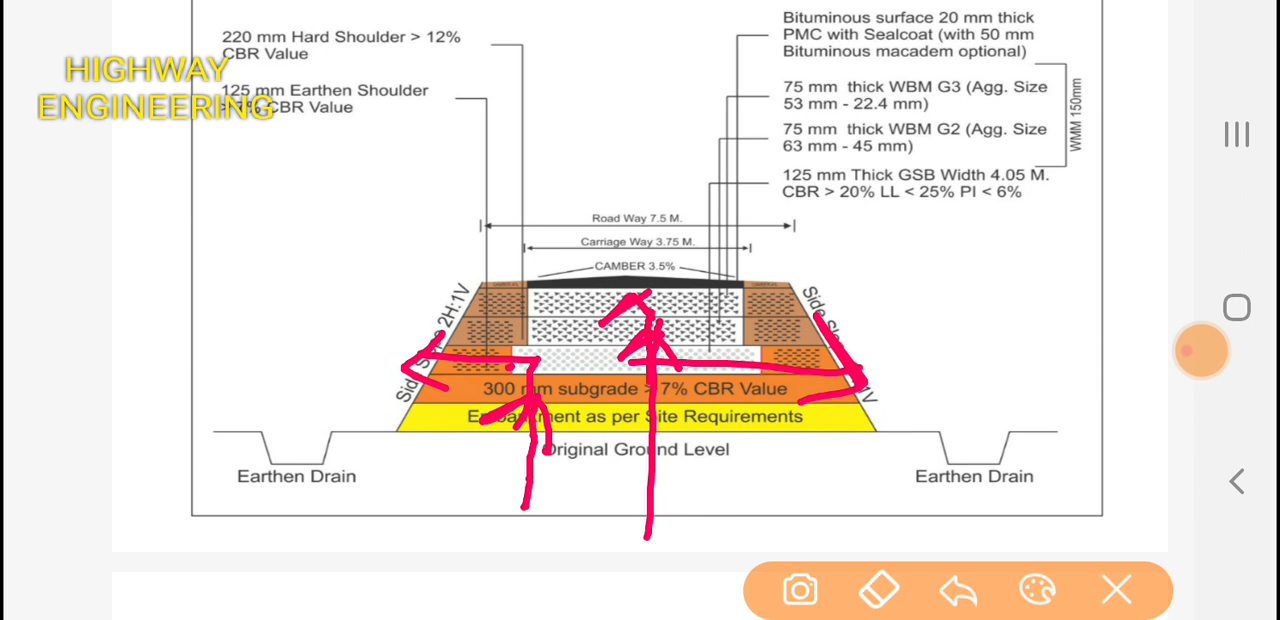 220 mm Hard Shoulder > 12%
CBR Value
HIGHWAY
ENGINEERING
125 mm Earthen Shoulder
CBR Value
Bituminous surface 20 mm thick
PMC with Sealcoat (with 50 mm
Bituminous macadem optional)
75 mm thick WBM G3 (Agg. Size
53 mm - 22.4 mm)
75 mm thick WBM G2 (Agg. Size
63 mm - 45 mm)
WMM 150mm
125 mm Thick GSB Width 4.05 M.
CBR > 20% LL < 25% PI < 6%
Road Way 7.5 M.
Carriage Way 3.75 M.
CAMBER 3.5%
2H:1V
Side
300 mm subgrade > 7% CBR Value
as per Site Requirements
Original Ground Level
Earthen Drain
Earthen Drain